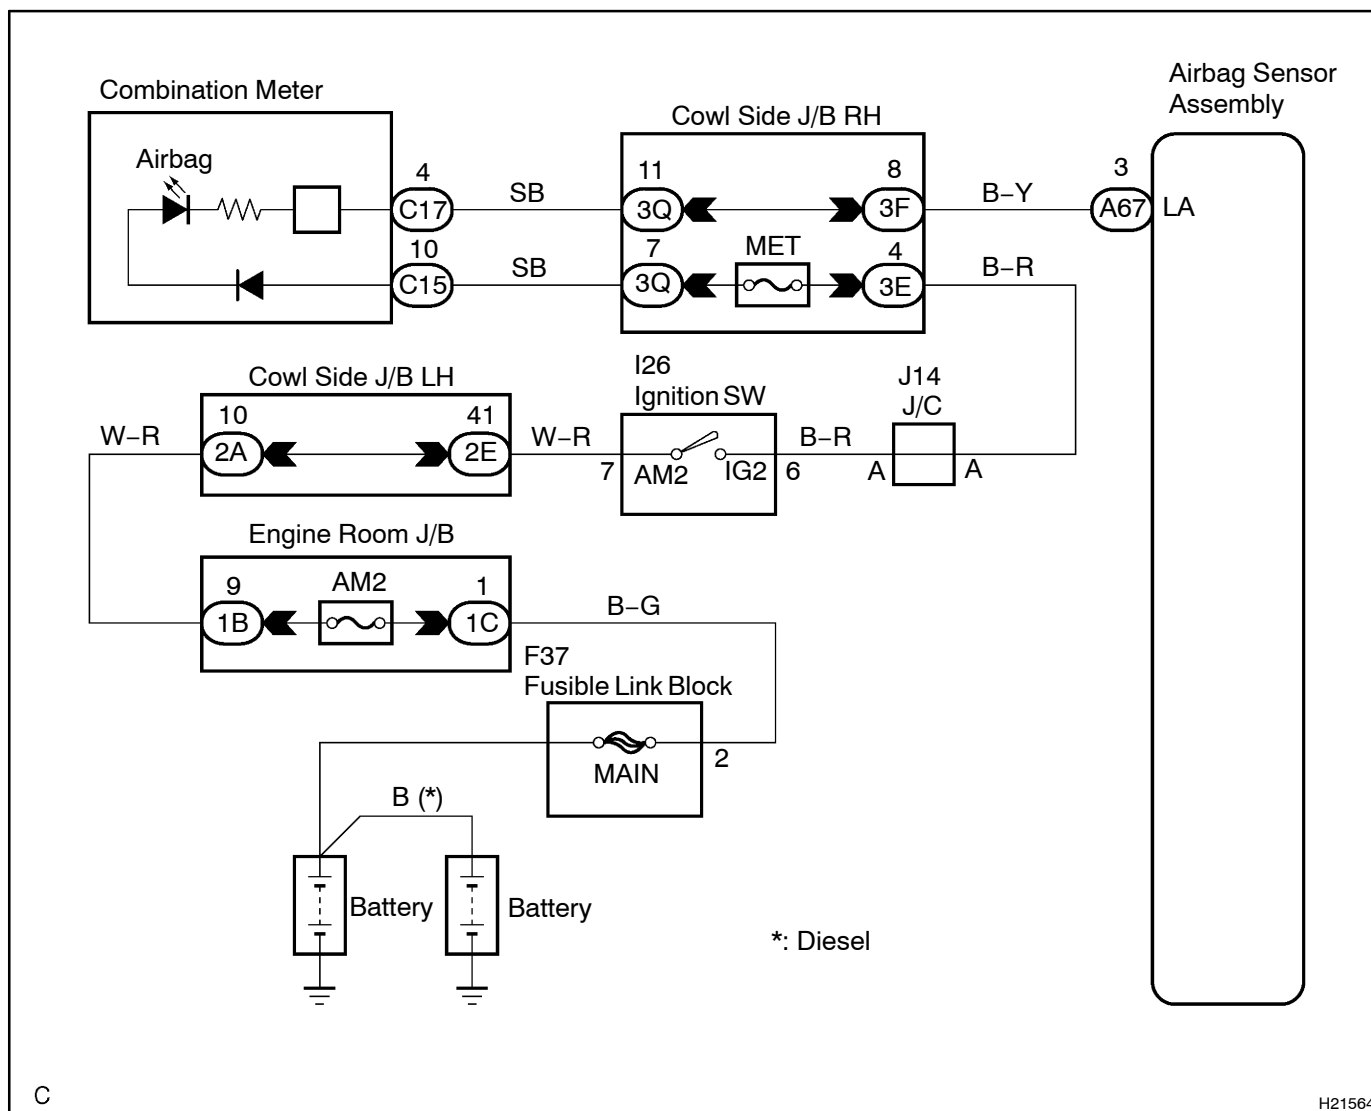 Airbag Sensor
Assembly
Combination Meter
Cowl Side J/B RH
Airbag
4
SB
11
8
B–Y
3
C17
3Q
3F
A67
LA
10
7
MET
4
SB
B–R
C15
3Q
3E
I26
Ignition SW
J14
J/C
Cowl Side J/B LH
10
41
W–R
W–R
B–R
2A
2E
7
AM2
IG2
6
A
A
Engine Room J/B
9
AM2
1
B–G
1B
1C
F37
Fusible Link Block
2
MAIN
B (*)
Battery
Battery
*: Diesel
C
H21564